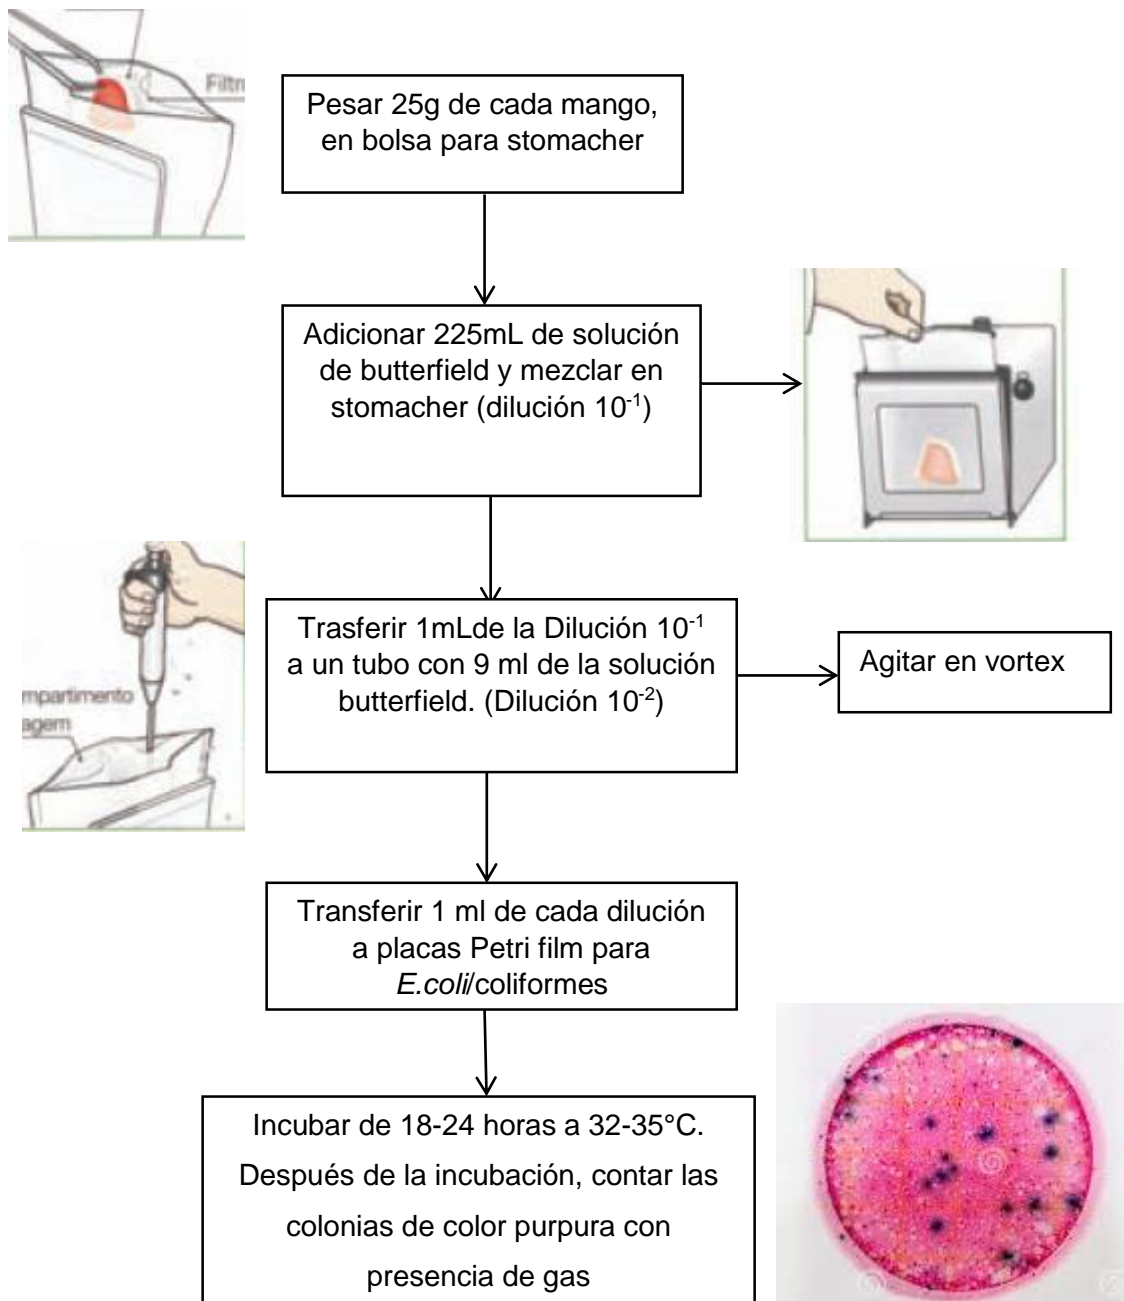 Filtr
Pesar 25g de cada mango,
en bolsa para stomacher
Adicionar 225mL de solución
de butterfield y mezclar en
stomacher (dilución 10⁻¹)
Trasferir 1mLde la Dilución 10⁻¹
a un tubo con 9 ml de la solución
butterfield. (Dilución 10⁻²)
Agitar en vortex
mpartimento
agem
Transferir 1 ml de cada dilución
a placas Petri film para
E.coli/coliformes
Incubar de 18-24 horas a 32-35°C.
Después de la incubación, contar las
colonias de color purpura con
presencia de gas